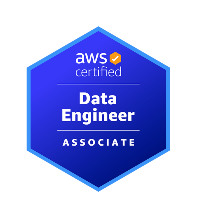 aws
certified
Data
Engineer
ASSOCIATE